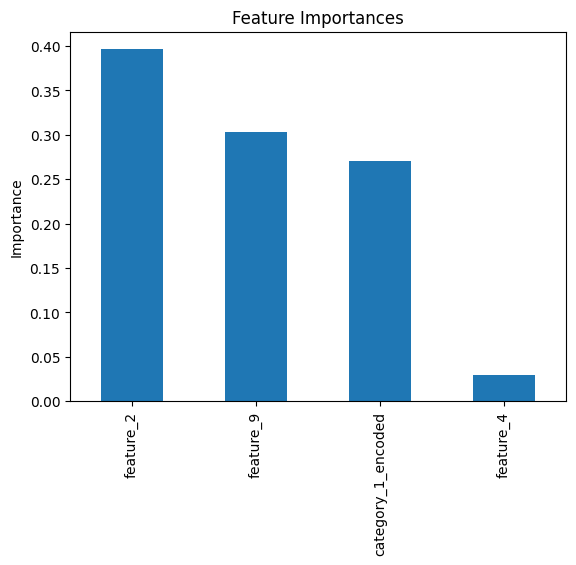 Feature Importances
0.40
0.35
0.30
0.25
0.20
0.15
0.10
0.05
0.00
Importance
feature_2
feature_9
category_1_encoded
feature_4